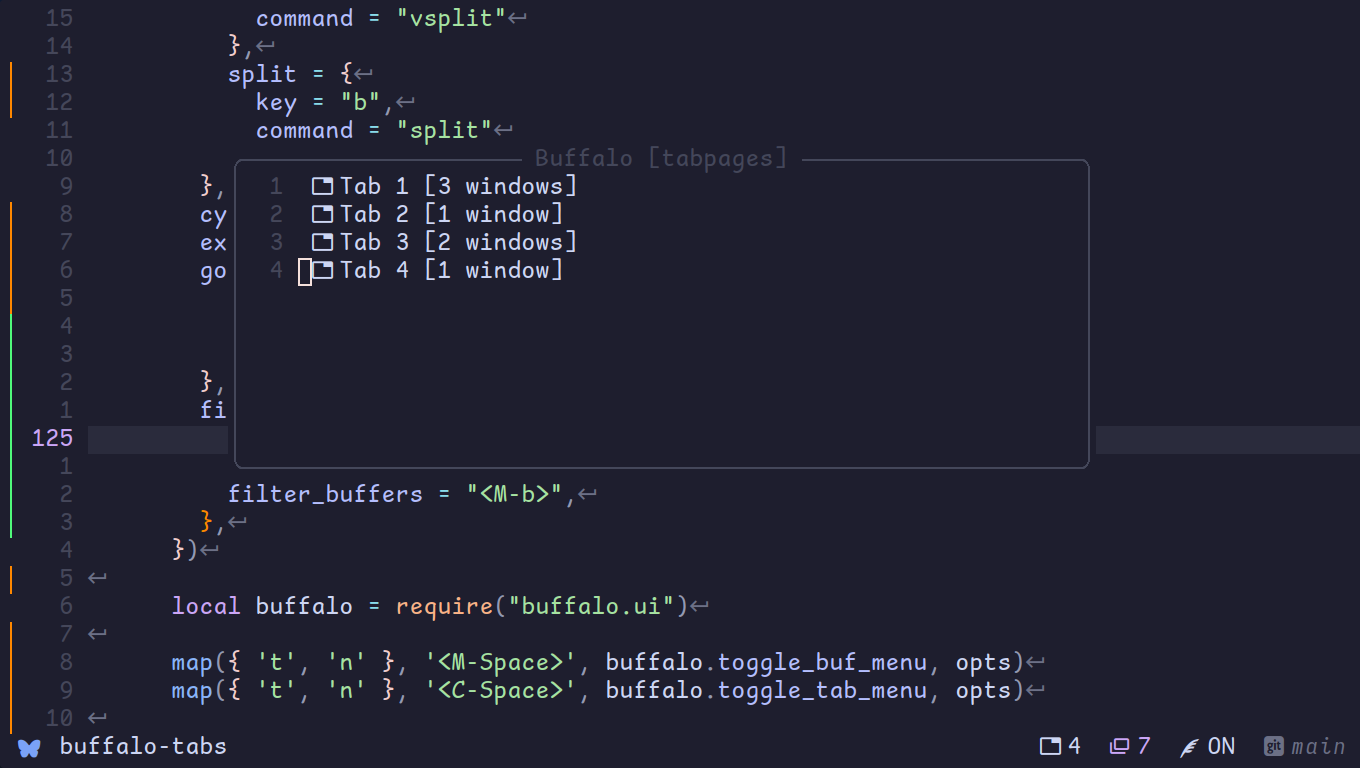 15 command = "vsplit"↵
14 },↵
13 split = {↵
12 key = "b",↵
11 command = "split"↵
10 Buffalo [tabpages]
9 }, 1 Tab 1 [3 windows]
8 cy 2 Tab 2 [1 window]
7 ex 3 Tab 3 [2 windows]
6 go 4 Tab 4 [1 window]
5
4
3
2 },
1 fi
125
1
2 filter_buffers = "<M-b>",↵
3 },↵
4 })↵
5 ↵
6 local buffalo = require("buffalo.ui")↵
7 ↵
8 map({ 't', 'n' }, '<M-Space>', buffalo.toggle_buf_menu, opts)↵
9 map({ 't', 'n' }, '<C-Space>', buffalo.toggle_tab_menu, opts)↵
10 ↵
buffalo-tabs 4 7 ON git main